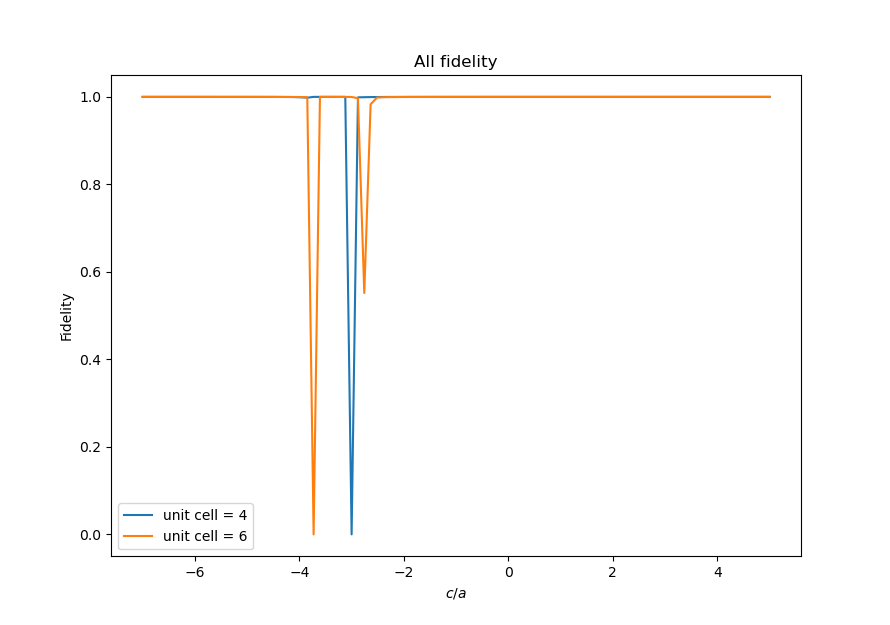 All fidelity
Fidelity
1.0
0.8
0.6
0.4
0.2
0.0
unit cell = 4
unit cell = 6
−6
−4
−2
0
2
4
c/a